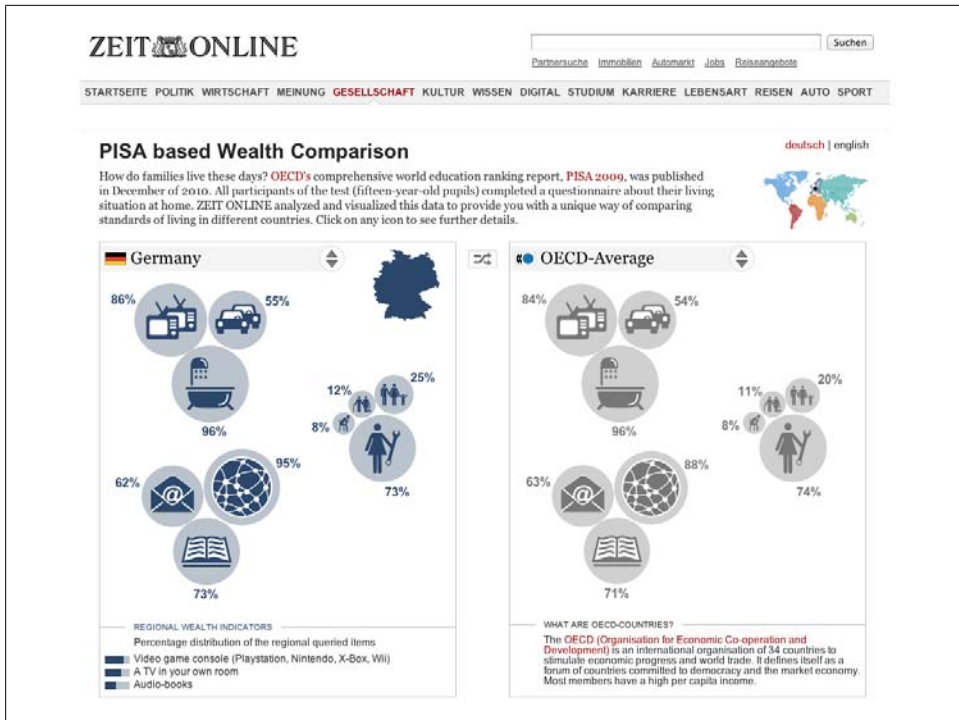 ZEIT ONLINE
Suchen
Partnersuche Immobilien Automarkt Jobs Reiseangebote
STARTSEITE POLITIK WIRTSCHAFT MEINUNG GESELLSCHAFT KULTUR WISSEN DIGITAL STUDIUM KARRIERE LEBENSART REISEN AUTO SPORT
PISA based Wealth Comparison
deutsch | english
How do families live these days? OECD's comprehensive world education ranking report, PISA 2009, was published
in December of 2010. All participants of the test (fifteen-year-old pupils) completed a questionnaire about their living
situation at home. ZEIT ONLINE analyzed and visualized this data to provide you with a unique way of comparing
standards of living in different countries. Click on any icon to see further details.
Germany
86%
55%
96%
12%
25%
8%
73%
62%
@
95%
73%
REGIONAL WEALTH INDICATORS
Percentage distribution of the regional queried items
Video game console (Playstation, Nintendo, X-Box, Wii)
A TV in your own room
Audio-books
OECD-Average
84%
54%
96%
11%
20%
8%
74%
63%
@
88%
71%
WHAT ARE OECD-COUNTRIES?
The OECD (Organisation for Economic Co-operation and
Development) is an international organisation of 34 countries to
stimulate economic progress and world trade. It defines itself as a
forum of countries committed to democracy and the market economy.
Most members have a high per capita income.